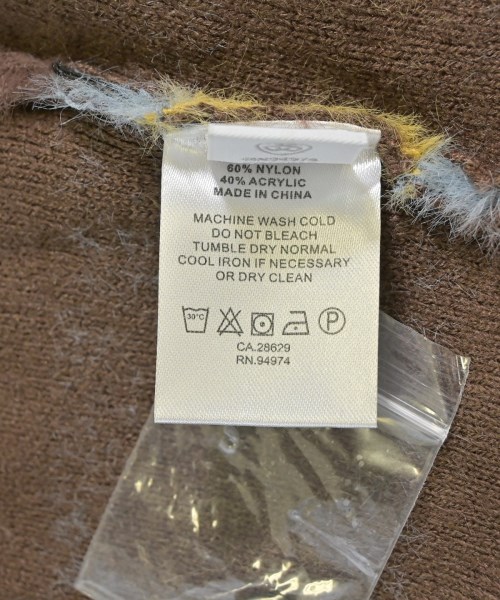 60% NYLON
40% ACRYLIC
MADE IN CHINA
MACHINE WASH COLD
DO NOT BLEACH
TUMBLE DRY NORMAL
COOL IRON IF NECESSARY
OR DRY CLEAN
30°C
P
CA.28629
RN.94974